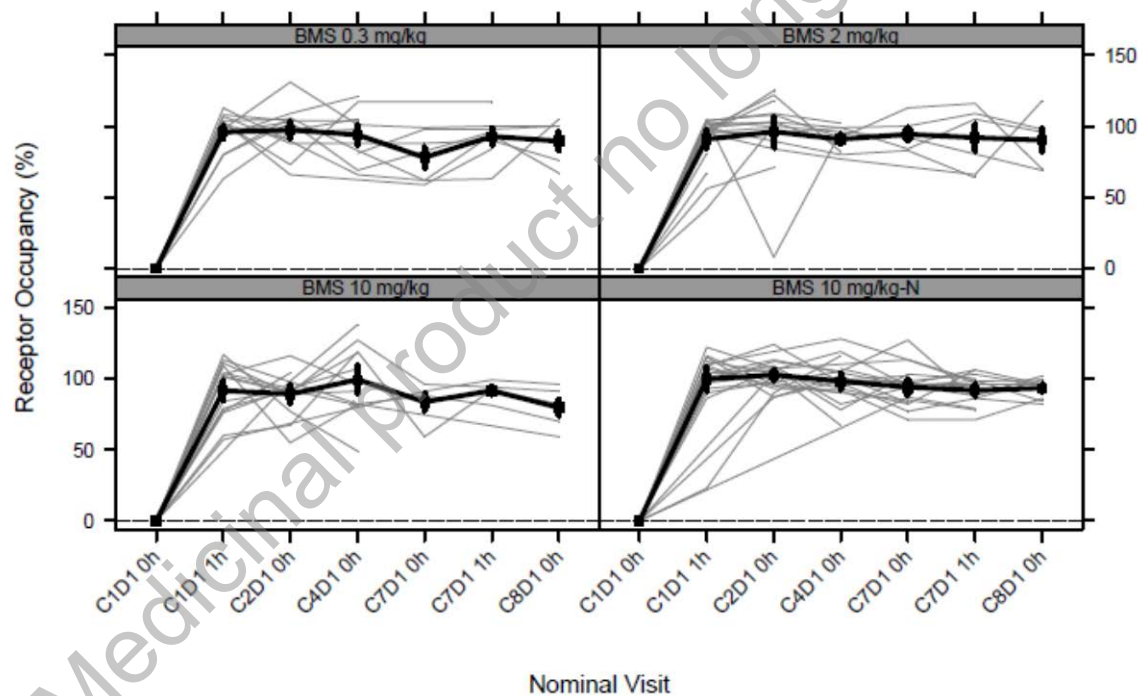 BMS 0.3 mg/kg
BMS 2 mg/kg
150
100
50
0
BMS 10 mg/kg
BMS 10 mg/kg-N
150
100
50
0
Receptor Occupancy (%)
C1D1 0h
C1D1 1h
C2D1 0h
C4D1 0h
C7D1 0h
C7D1 1h
C8D1 0h
C1D1 0h
C1D1 1h
C2D1 0h
C4D1 0h
C7D1 0h
C7D1 1h
C8D1 0h
Nominal Visit
Medicinal product no long